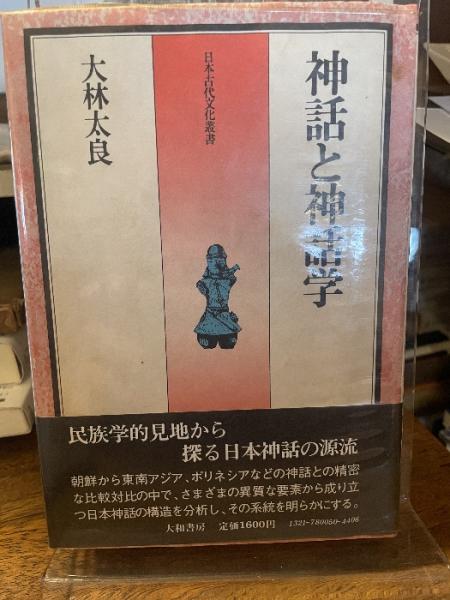 神話と神話学
日本古代文化叢書
大林太良
民族学的見地から
探る日本神話の源流
朝鮮から東南アジア、ポリネシアなどの神話との精密
な比較対比の中で、さまざまの異質な要素から成り立
つ日本神話の構造を分析し、その系統を明らかにする。
大和書房 定価1600円 1321-780050-4406